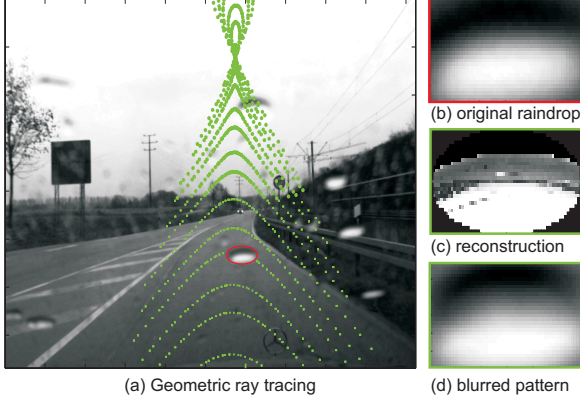 (b) original raindrop
(c) reconstruction
(a) Geometric ray tracing
(d) blurred pattern